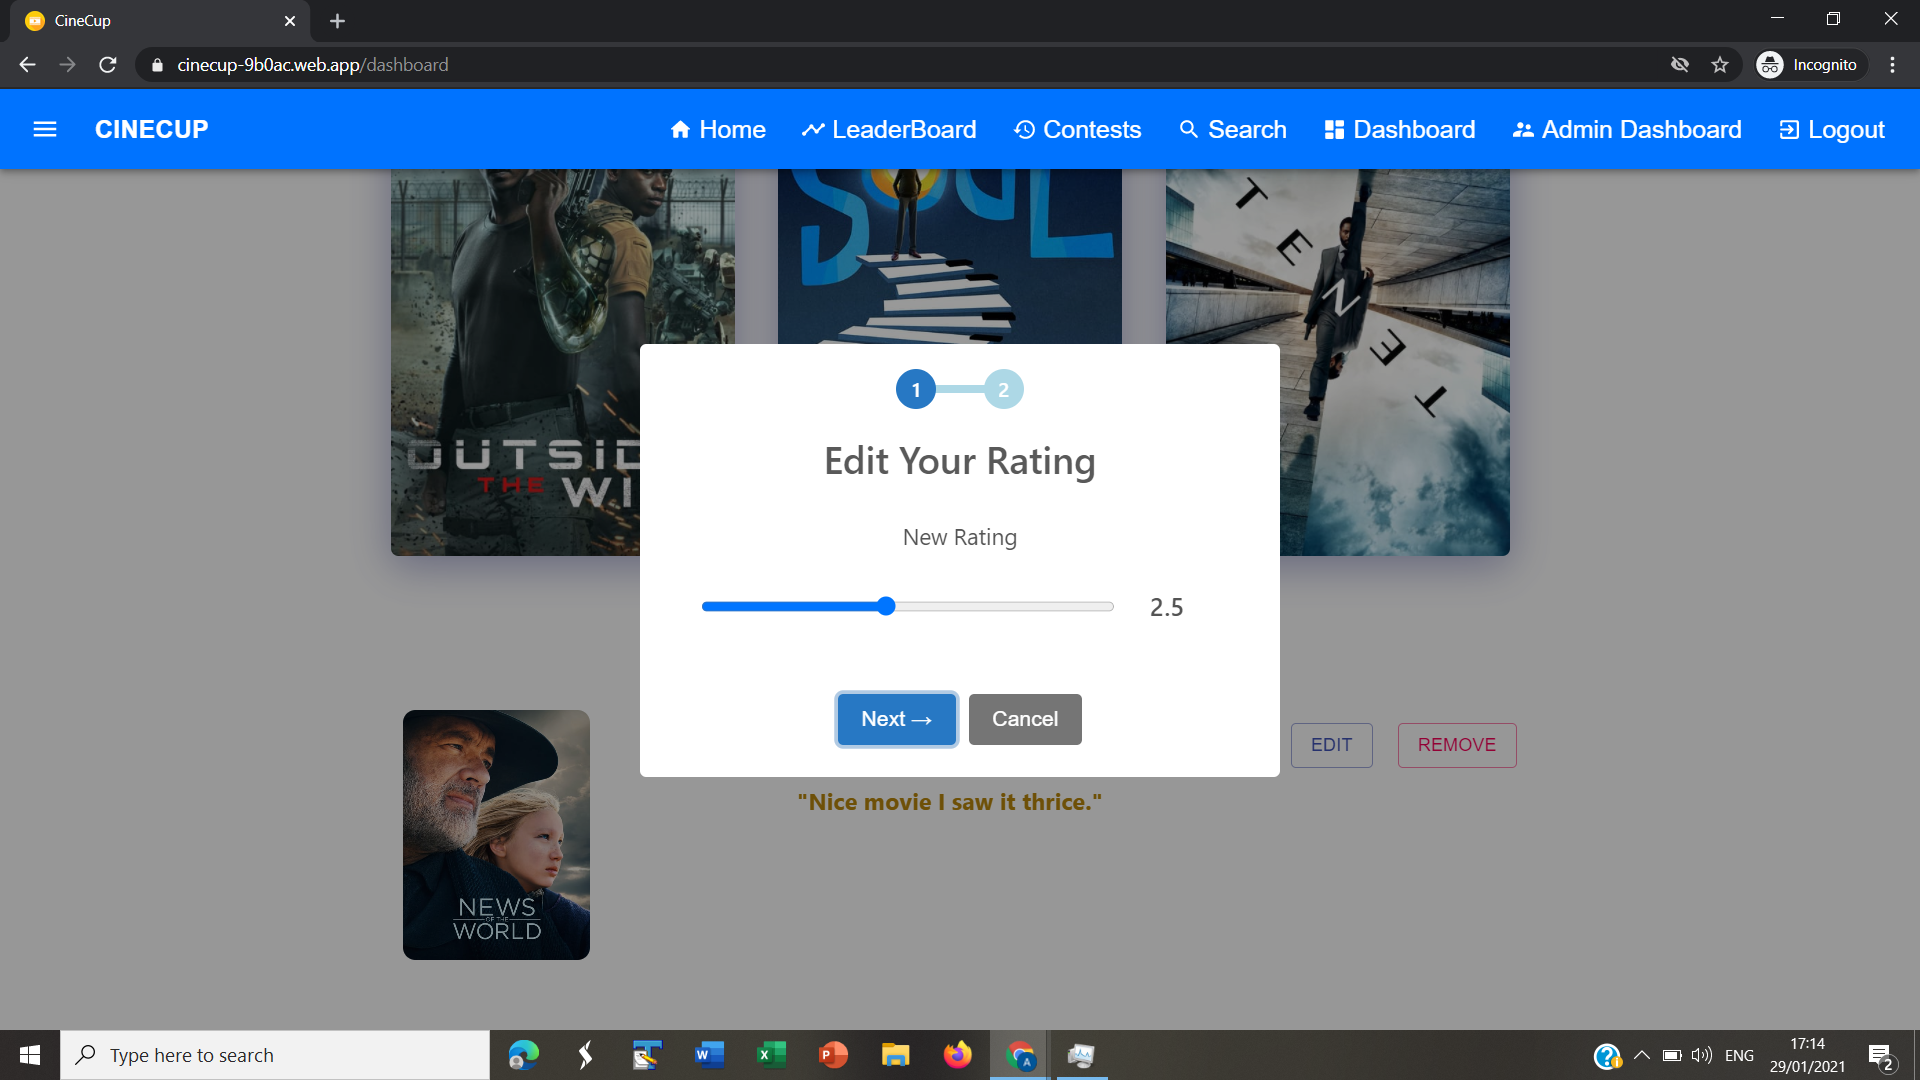 CineCup
cinecup-9b0ac.web.app/dashboard
Incognito
CINECUP
Home
LeaderBoard
Contests
Search
Dashboard
Admin Dashboard
Logout
SOUL
TENET
OUTSIDE
THE WI
1
2
Edit Your Rating
New Rating
2.5
Next →
Cancel
EDIT
REMOVE
"Nice movie I saw it thrice."
NEWS
OF THE
WORLD
Type here to search
ENG
17:14
29/01/2021
2